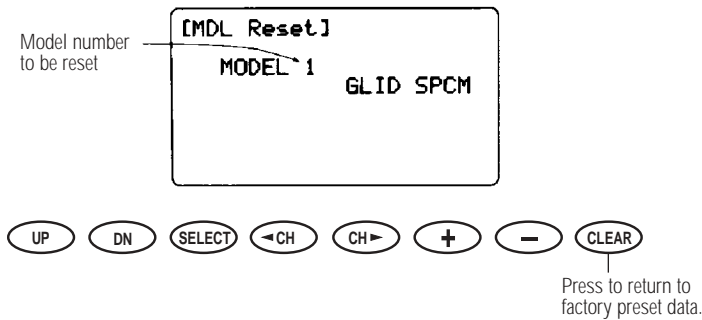 [MDL Reset]
Model number
to be reset
MODEL 1
GLID SPCM
UP DN SELECT ◄CH CH► + − CLEAR
Press to return to
factory preset data.